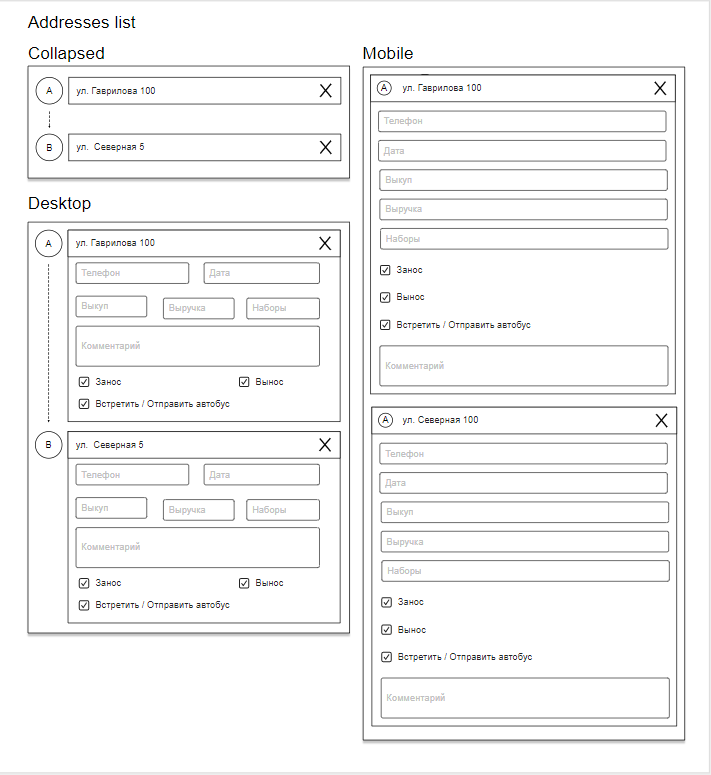 Addresses list
Collapsed
A ул. Гаврилова 100 X
B ул. Северная 5 X
Desktop
A ул. Гаврилова 100 X
Телефон Дата
Выкуп Выручка Наборы
Комментарий
Занос Вынос
Встретить / Отправить автобус
B ул. Северная 5 X
Телефон Дата
Выкуп Выручка Наборы
Комментарий
Занос Вынос
Встретить / Отправить автобус
Mobile
A ул. Гаврилова 100 X
Телефон
Дата
Выкуп
Выручка
Наборы
Занос
Вынос
Встретить / Отправить автобус
Комментарий
A ул. Северная 100 X
Телефон
Дата
Выкуп
Выручка
Наборы
Занос
Вынос
Встретить / Отправить автобус
Комментарий